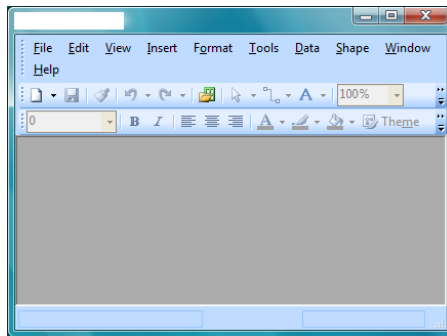 File Edit View Insert Format Tools Data Shape Window
Help
100%
0 B I A Theme